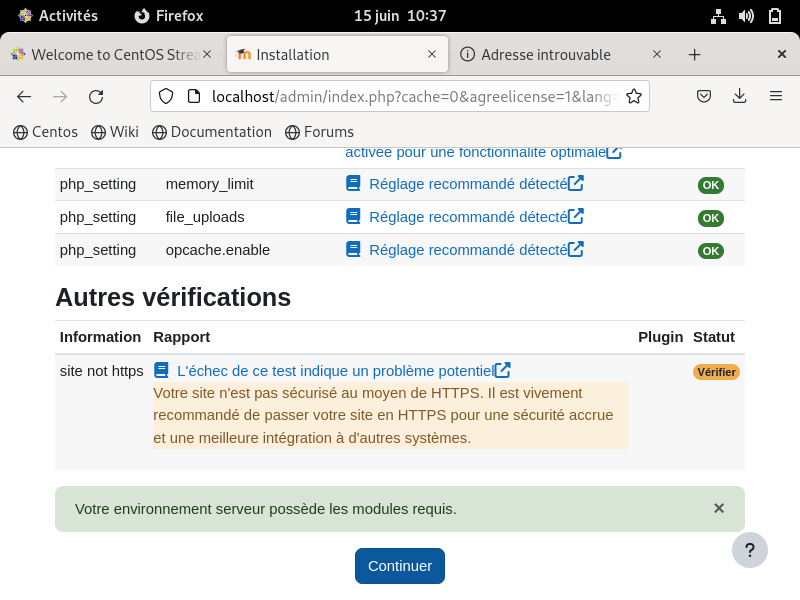 Activités Firefox 15 juin 10:37
Welcome to CentOS Strea Installation Adresse introuvable
localhost/admin/index.php?cache=0&agreelicense=1&lang=
Centos Wiki Documentation Forums
activée pour une fonctionnalité optimale
php_setting memory_limit Réglage recommandé détecté OK
php_setting file_uploads Réglage recommandé détecté OK
php_setting opcache.enable Réglage recommandé détecté OK
Autres vérifications
Information Rapport Plugin Statut
site not https L'échec de ce test indique un problème potentiel Vérifier
Votre site n'est pas sécurisé au moyen de HTTPS. Il est vivement
recommandé de passer votre site en HTTPS pour une sécurité accrue
et une meilleure intégration à d'autres systèmes.
Votre environnement serveur possède les modules requis. ×
?
Continuer